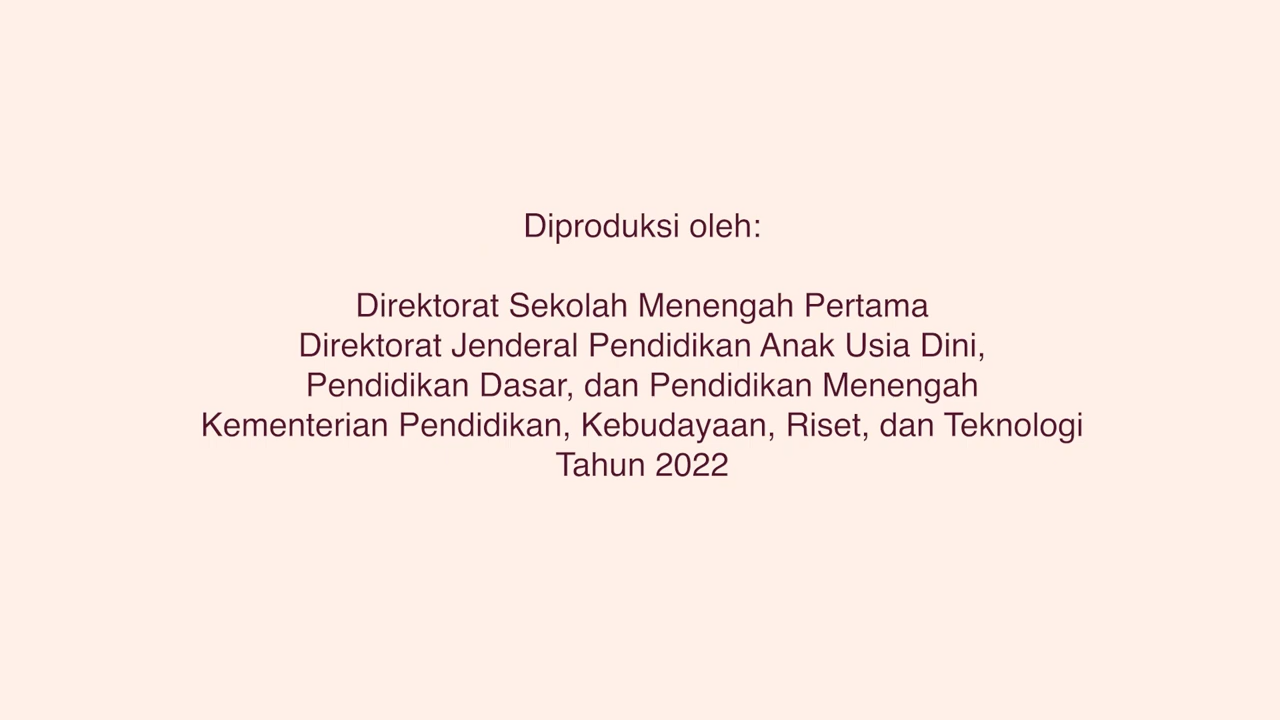 Diproduksi oleh:
Direktorat Sekolah Menengah Pertama
Direktorat Jenderal Pendidikan Anak Usia Dini,
Pendidikan Dasar, dan Pendidikan Menengah
Kementerian Pendidikan, Kebudayaan, Riset, dan Teknologi
Tahun 2022